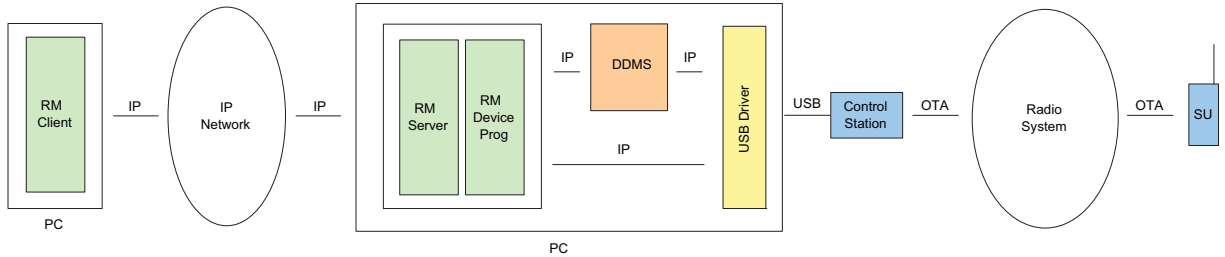 RM
Client
PC
IP
IP
Network
IP
RM
Server
RM
Device
Prog
IP
DDMS
IP
IP
USB Driver
PC
USB
Control
Station
OTA
Radio
System
OTA
SU